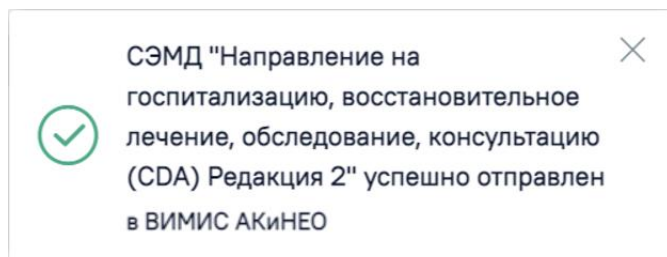 СЭМД "Направление на
госпитализацию, восстановительное
лечение, обследование, консультацию
(CDA) Редакция 2" успешно отправлен
в ВИМИС АКиНЕО